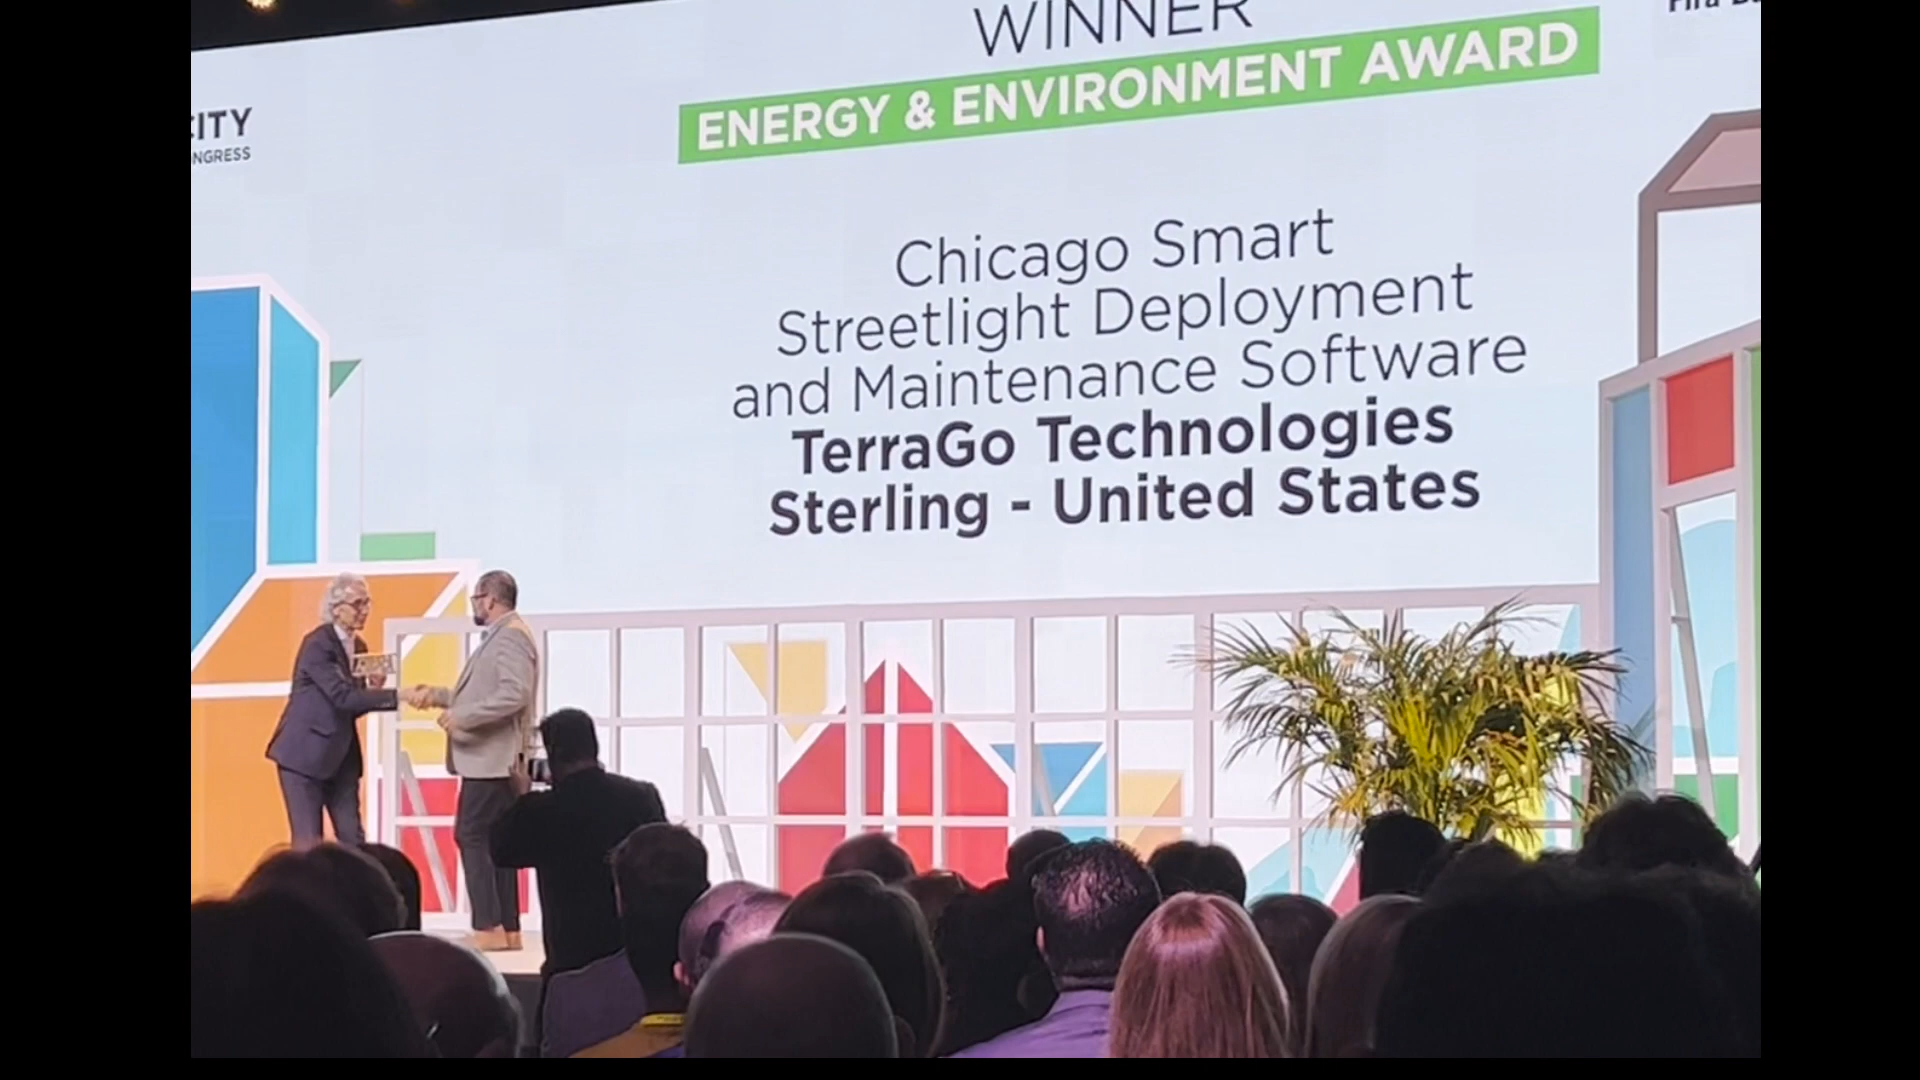 WINNER
ENERGY & ENVIRONMENT AWARD
CITY
NGRESS
Chicago Smart
Streetlight Deployment
and Maintenance Software
TerraGo Technologies
Sterling - United States